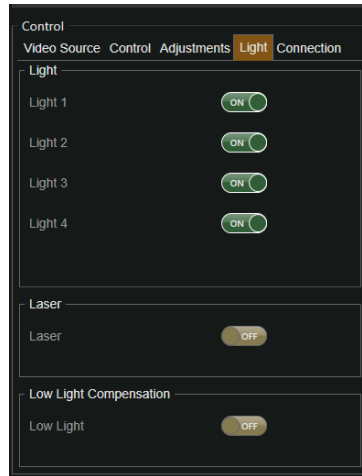 Control
Video Source Control Adjustments Light Connection
Light
Light 1 ON
Light 2 ON
Light 3 ON
Light 4 ON
Laser
Laser OFF
Low Light Compensation
Low Light OFF